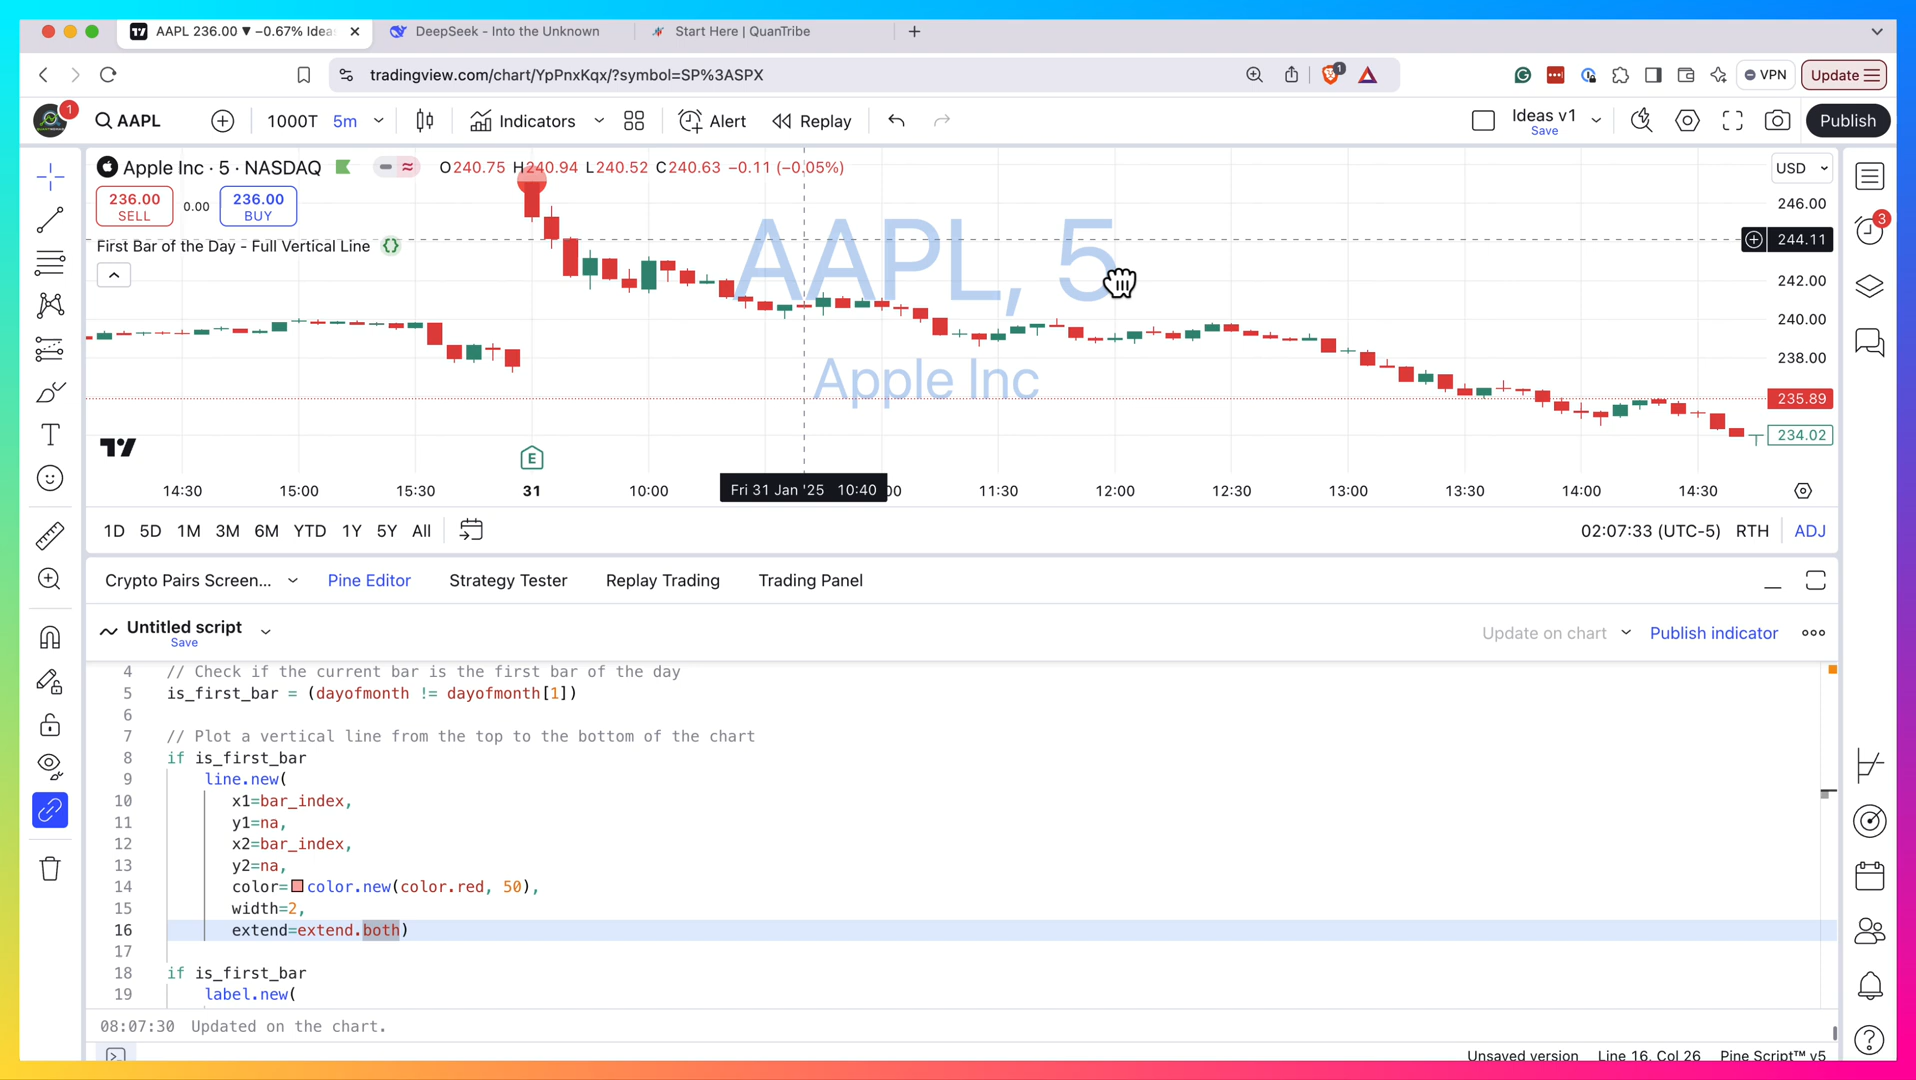 AAPL 236.00 ▼ −0.67% Idea
DeepSeek - Into the Unknown
Start Here | QuanTribe
tradingview.com/chart/YpPnxKqx/?symbol=SP%3ASPX
1
VPN
Update
1
AAPL
1000T
5m
Indicators
Alert
Replay
Ideas v1
Save
Publish
Apple Inc · 5 · NASDAQ
O240.75 H240.94 L240.52 C240.63 −0.11 (−0.05%)
USD
236.00
SELL
0.00
236.00
BUY
First Bar of the Day - Full Vertical Line
AAPL, 5
Apple Inc
246.00
244.11
242.00
240.00
238.00
235.89
234.02
3
E
14:30
15:00
15:30
31
10:00
Fri 31 Jan '25 10:40
00
11:30
12:00
12:30
13:00
13:30
14:00
14:30
1D 5D 1M 3M 6M YTD 1Y 5Y All
02:07:33 (UTC-5) RTH ADJ
Crypto Pairs Screen... Pine Editor Strategy Tester Replay Trading Trading Panel
Untitled script
Save
Update on chart
Publish indicator
4 // Check if the current bar is the first bar of the day
5 is_first_bar = (dayofmonth != dayofmonth[1])
6
7 // Plot a vertical line from the top to the bottom of the chart
8 if is_first_bar
9 line.new(
10 x1=bar_index,
11 y1=na,
12 x2=bar_index,
13 y2=na,
14 color=color.new(color.red, 50),
15 width=2,
16 extend=extend.both)
17
18 if is_first_bar
19 label.new(
08:07:30 Updated on the chart.
Unsaved version Line 16, Col 26 Pine Script™ v5